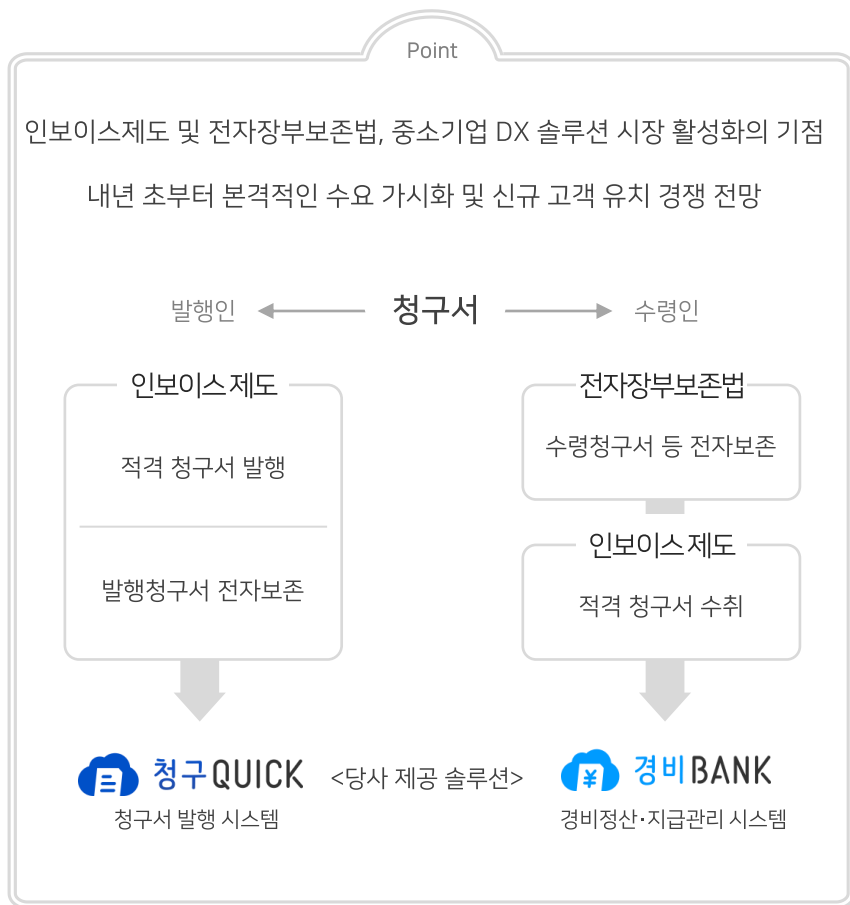 Point
인보이스제도 및 전자장부보존법, 중소기업 DX 솔루션 시장 활성화의 기점
내년 초부터 본격적인 수요 가시화 및 신규 고객 유치 경쟁 전망
발행인 청구서 수령인
인보이스 제도
적격 청구서 발행
발행청구서 전자보존
전자장부보존법
수령청구서 등 전자보존
인보이스 제도
적격 청구서 수취
청구QUICK
청구서 발행 시스템
<당사 제공 솔루션>
¥ 경비BANK
경비정산·지급관리 시스템